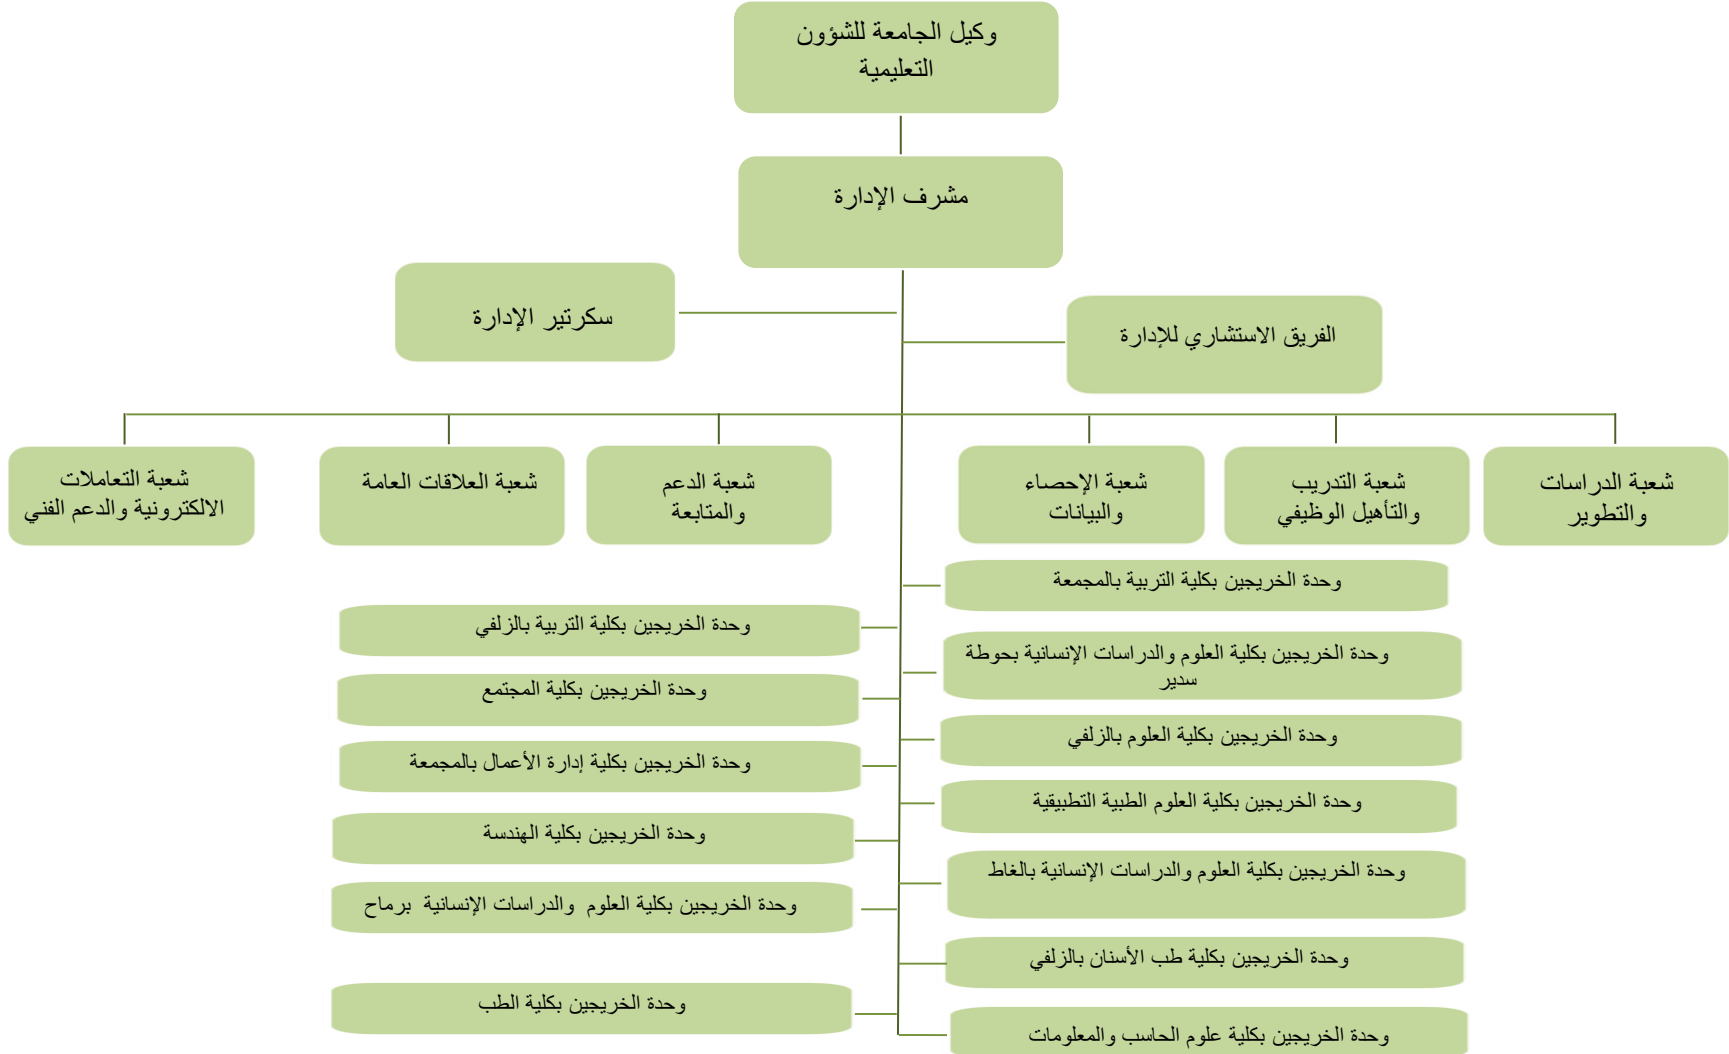 وكيل الجامعة للشؤون
التعليمية
مشرف الإدارة
سكرتير الإدارة
الفريق الاستشاري للإدارة
شعبة الدراسات
والتطوير
شعبة التدريب
والتأهيل الوظيفي
شعبة الإحصاء
والبيانات
شعبة الدعم
والمتابعة
شعبة العلاقات العامة
شعبة التعاملات
الالكترونية والدعم الفني
وحدة الخريجين بكلية التربية بالمجمعة
وحدة الخريجين بكلية التربية بالزلفي
وحدة الخريجين بكلية العلوم والدراسات الإنسانية بحوطة
سدير
وحدة الخريجين بكلية المجتمع
وحدة الخريجين بكلية العلوم بالزلفي
وحدة الخريجين بكلية إدارة الأعمال بالمجمعة
وحدة الخريجين بكلية العلوم الطبية التطبيقية
وحدة الخريجين بكلية الهندسة
وحدة الخريجين بكلية العلوم والدراسات الإنسانية بالغاط
وحدة الخريجين بكلية العلوم والدراسات الإنسانية برماح
وحدة الخريجين بكلية طب الأسنان بالزلفي
وحدة الخريجين بكلية الطب
وحدة الخريجين بكلية علوم الحاسب والمعلومات